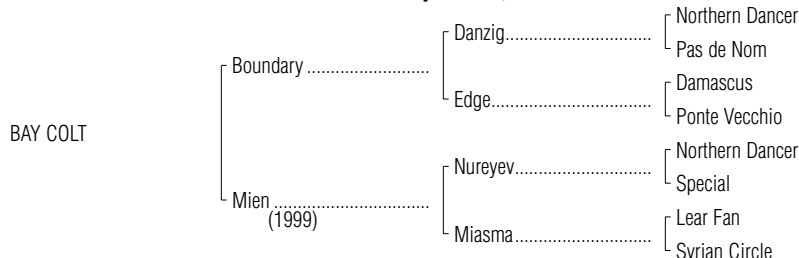 Northern Dancer
Danzig
Pas de Nom
Boundary
Damascus
Edge
Ponte Vecchio
BAY COLT
Northern Dancer
Nureyev
Special
Mien
(1999)
Lear Fan
Miasma
Syrian Circle